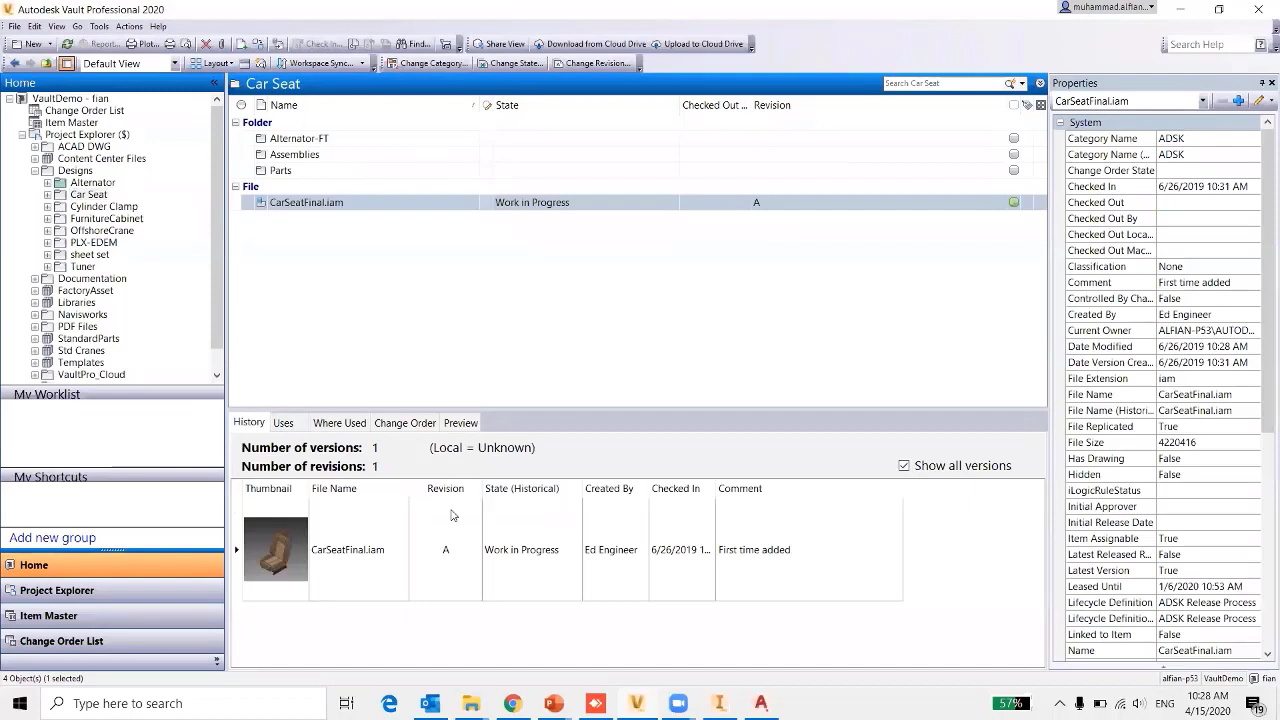 Autodesk Vault Professional 2020
muhammad.alfian...
File Edit View Go Tools Actions Help
New Report... Plot... Check In... Find... Share View Download from Cloud Drive Upload to Cloud Drive
Search Help
Default View Layout Workspace Sync... Change Category... Change State... Change Revision...
Home
VaultDemo - fian
Change Order List
Item Master
Project Explorer ($)
ACAD DWG
Content Center Files
Designs
Alternator
Car Seat
Cylinder Clamp
FurnitureCabinet
OffshoreCrane
PLX-EDEM
sheet set
Tuner
Documentation
FactoryAsset
Libraries
Navisworks
PDF Files
StandardParts
Std Cranes
Templates
VaultPro_Cloud
My Worklist
My Shortcuts
Add new group
Home
Project Explorer
Item Master
Change Order List
4 Object(s) (1 selected)
Car Seat
Search Car Seat
Name State Checked Out ... Revision
Folder
Alternator-FT
Assemblies
Parts
File
CarSeatFinal.iam Work in Progress A
History Uses Where Used Change Order Preview
Number of versions: 1 (Local = Unknown)
Number of revisions: 1
Show all versions
Thumbnail File Name Revision State (Historical) Created By Checked In Comment
CarSeatFinal.iam A Work in Progress Ed Engineer 6/26/2019 1... First time added
Properties
CarSeatFinal.iam
System
Category Name ADSK
Category Name (... ADSK
Change Order State
Checked In 6/26/2019 10:31 AM
Checked Out
Checked Out By
Checked Out Loca...
Checked Out Mac...
Classification None
Comment First time added
Controlled By Cha... False
Created By Ed Engineer
Current Owner ALFIAN-P53\AUTOD...
Date Modified 6/26/2019 10:28 AM
Date Version Crea... 6/26/2019 10:31 AM
File Extension iam
File Name CarSeatFinal.iam
File Name (Histori... CarSeatFinal.iam
File Replicated True
File Size 4220416
Has Drawing False
Hidden False
iLogicRuleStatus
Initial Approver
Initial Release Date
Item Assignable True
Latest Released R... False
Latest Version True
Leased Until 1/6/2020 10:53 AM
Lifecycle Definition ADSK Release Process
Lifecycle Definitio... ADSK Release Process
Linked to Item False
Name CarSeatFinal.iam
alfian-p53 VaultDemo fian
Type here to search
57%
ENG
10:28 AM
4/15/2020
19